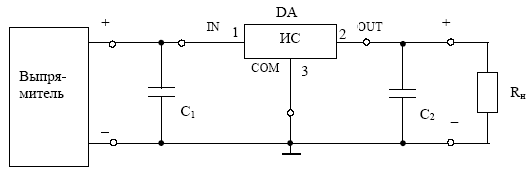 DA
+
IN
1
ИС
2
OUT
+
COM
3
Выпря-
митель
C1
C2
Rн
–
–